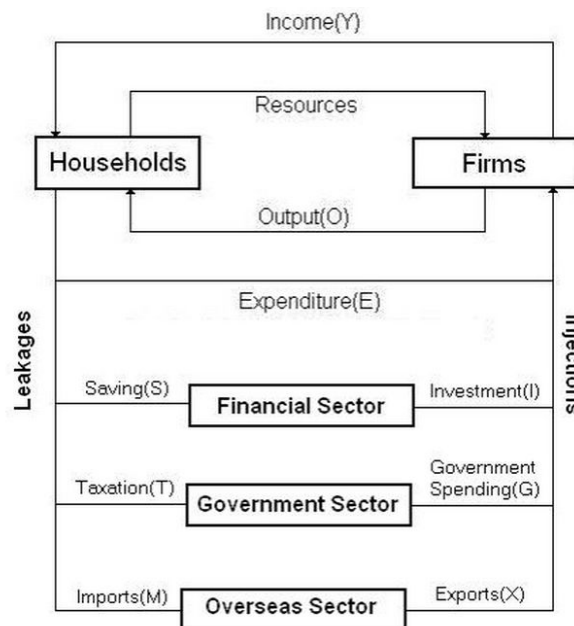 Income(Y)
Resources
Households
Firms
Output(O)
Expenditure(E)
Leakages
Injections
Saving(S)
Financial Sector
Investment(I)
Taxation(T)
Government Sector
Government
Spending(G)
Imports(M)
Overseas Sector
Exports(X)